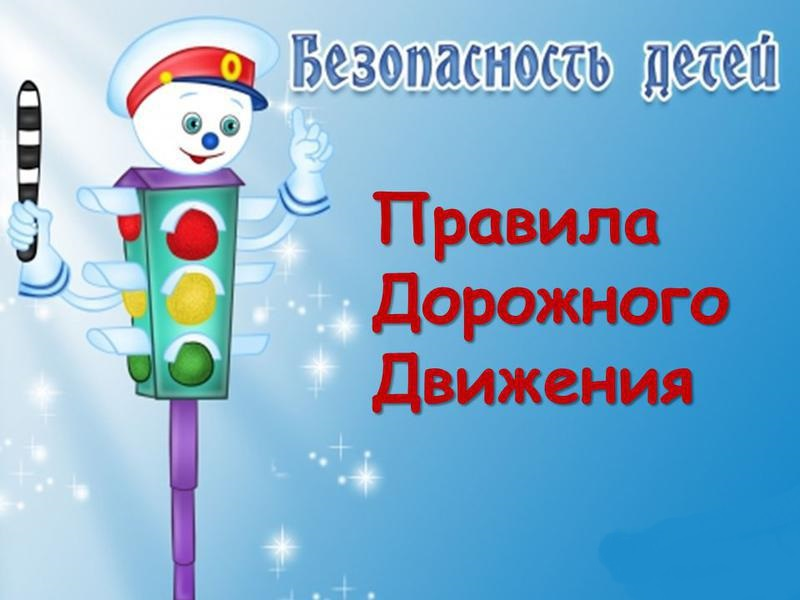 Безопасность детей
Правила
Дорожного
Движения